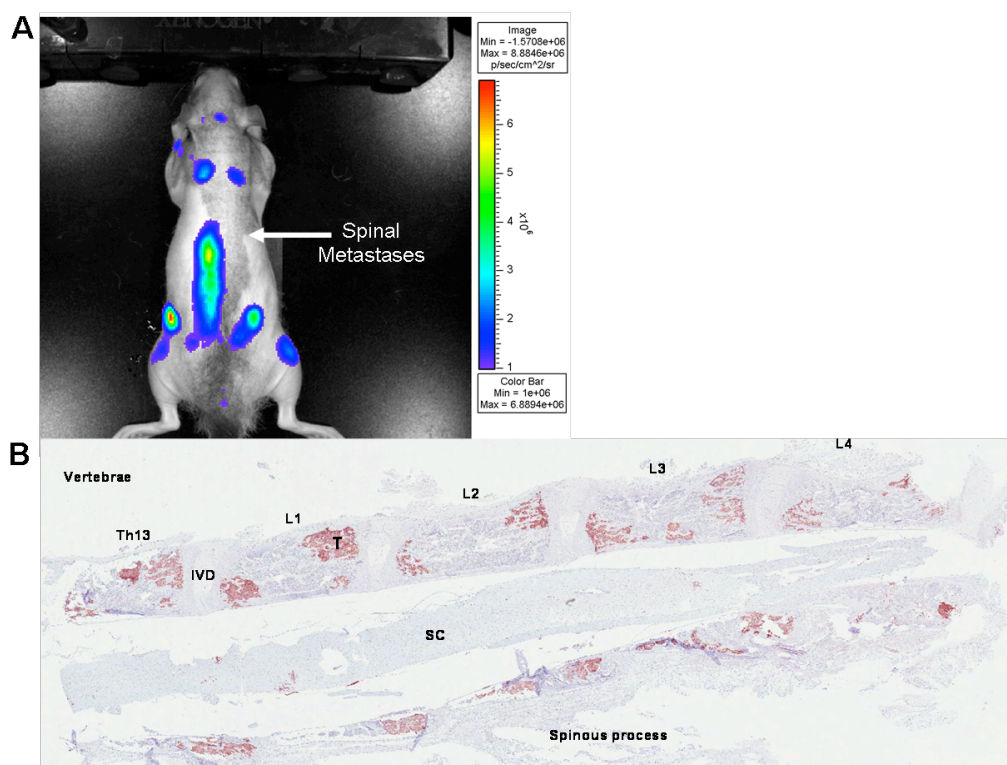 A
Image
Min = -1.5708e+06
Max = 8.8846e+06
p/sec/cm^2/sr
6
5
4
3
2
1
x10^6
Spinal
Metastases
Color Bar
Min = 1e+06
Max = 6.8894e+06
B
Vertebrae
L4
L3
L2
L1
Th13
T
IVD
SC
Spinous process